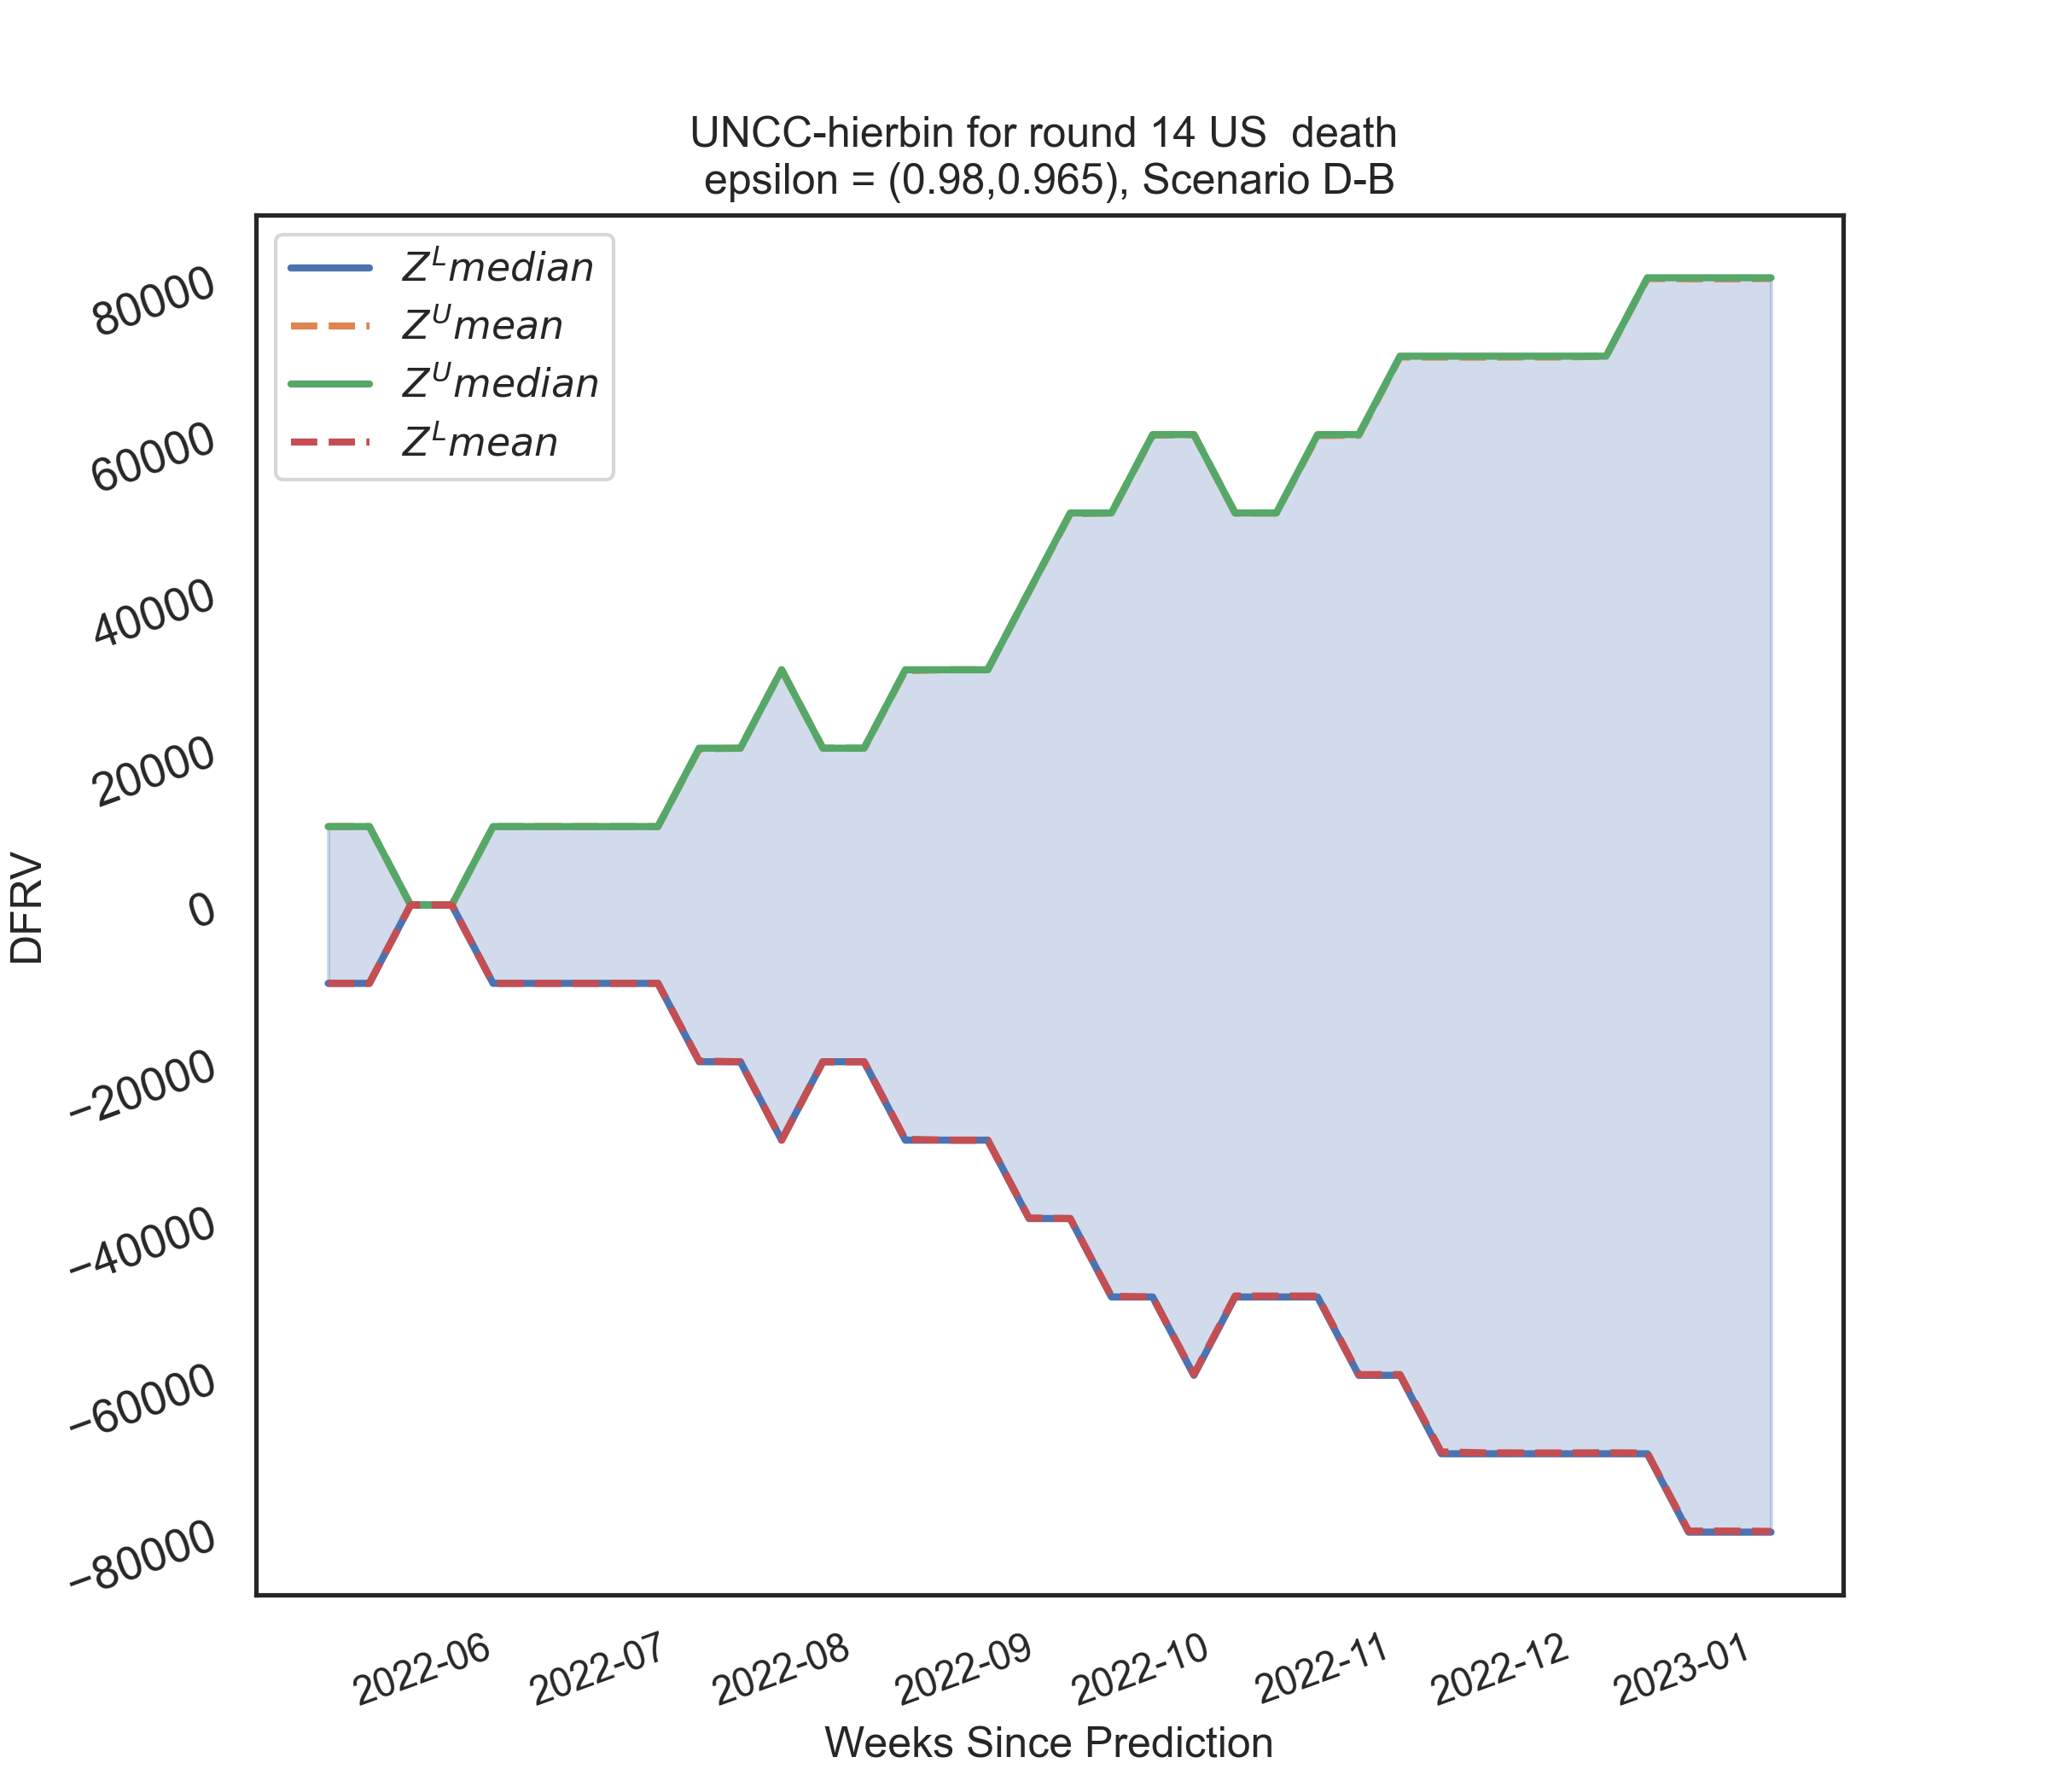 UNCC-hierbin for round 14 US  death
epsilon = (0.98,0.965), Scenario D-B
Z^L median
Z^U mean
Z^U median
Z^L mean
80000
60000
40000
20000
0
−20000
−40000
−60000
−80000
DFRV
2022-06
2022-07
2022-08
2022-09
2022-10
2022-11
2022-12
2023-01
Weeks Since Prediction